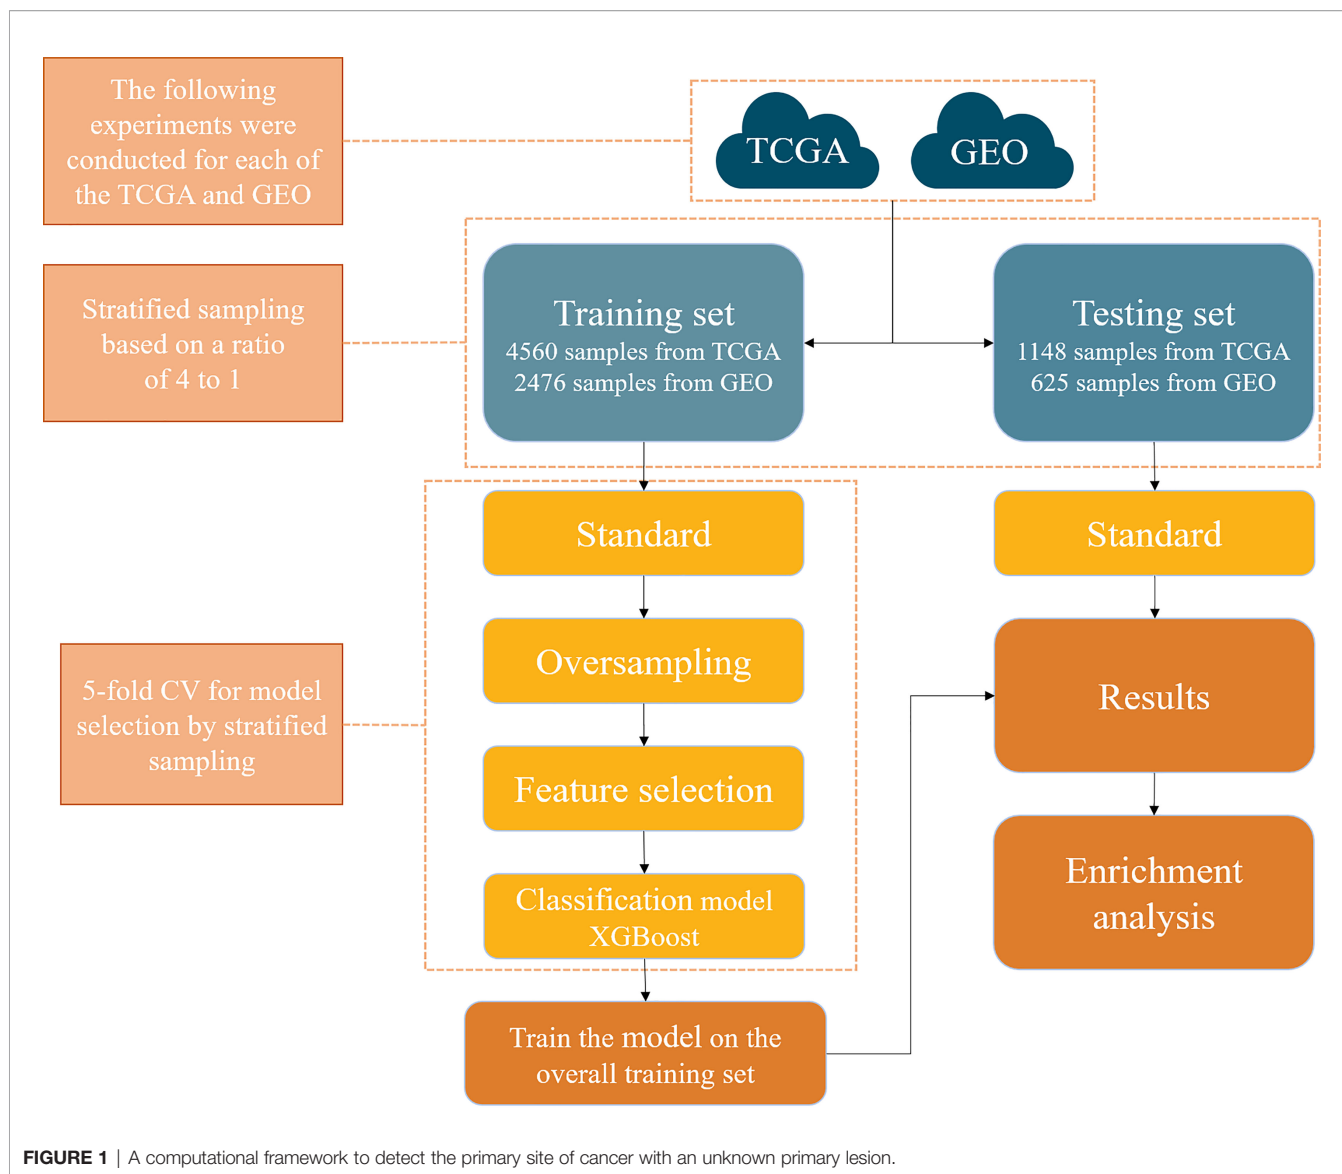 The following
experiments were
conducted for each of
the TCGA and GEO
TCGA
GEO
Stratified sampling
based on a ratio
of 4 to 1
Training set
4560 samples from TCGA
2476 samples from GEO
Testing set
1148 samples from TCGA
625 samples from GEO
5-fold CV for model
selection by stratified
sampling
Standard
Oversampling
Feature selection
Classification model
XGBoost
Train the model on the
overall training set
Standard
Results
Enrichment
analysis
FIGURE 1 | A computational framework to detect the primary site of cancer with an unknown primary lesion.